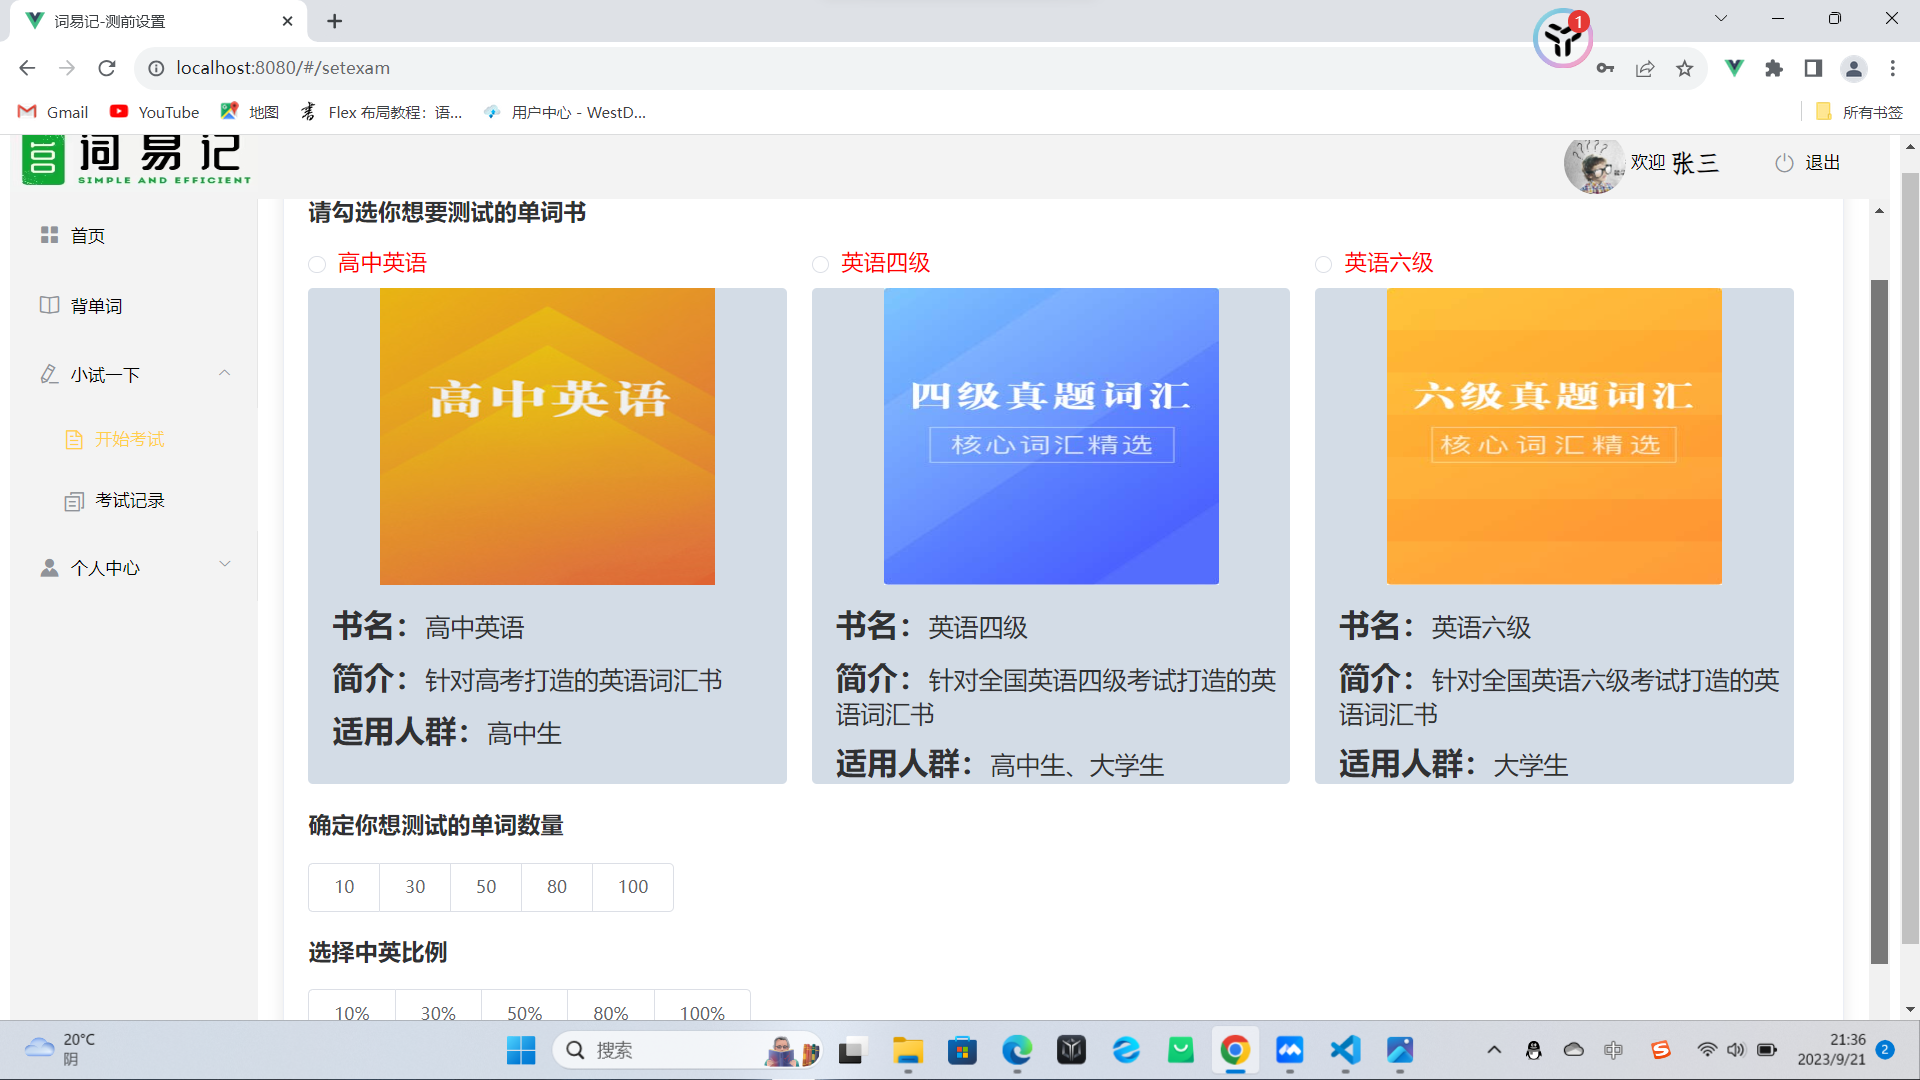 词易记-测前设置
1
localhost:8080/#/setexam
Gmail
YouTube
地图
Flex 布局教程：语...
用户中心 - WestD...
所有书签
词易记
SIMPLE AND EFFICIENT
欢迎 张三
退出
首页
背单词
小试一下
开始考试
考试记录
个人中心
请勾选你想要测试的单词书
高中英语
英语四级
英语六级
高中英语
四级真题词汇
核心词汇精选
六级真题词汇
核心词汇精选
书名：高中英语
简介：针对高考打造的英语词汇书
适用人群：高中生
书名：英语四级
简介：针对全国英语四级考试打造的英
语词汇书
适用人群：高中生、大学生
书名：英语六级
简介：针对全国英语六级考试打造的英
语词汇书
适用人群：大学生
确定你想测试的单词数量
10 30 50 80 100
选择中英比例
10% 30% 50% 80% 100%
20°C
阴
搜索
中
21:36
2023/9/21
2